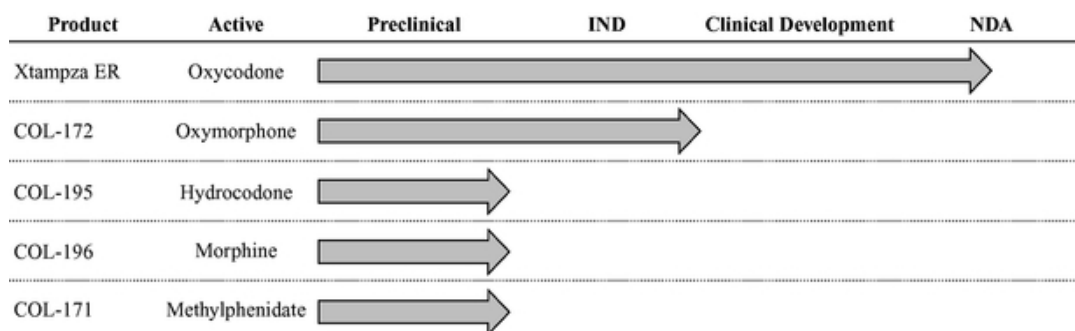 Product Active Preclinical IND Clinical Development NDA
Xtampza ER Oxycodone
COL-172 Oxymorphone
COL-195 Hydrocodone
COL-196 Morphine
COL-171 Methylphenidate